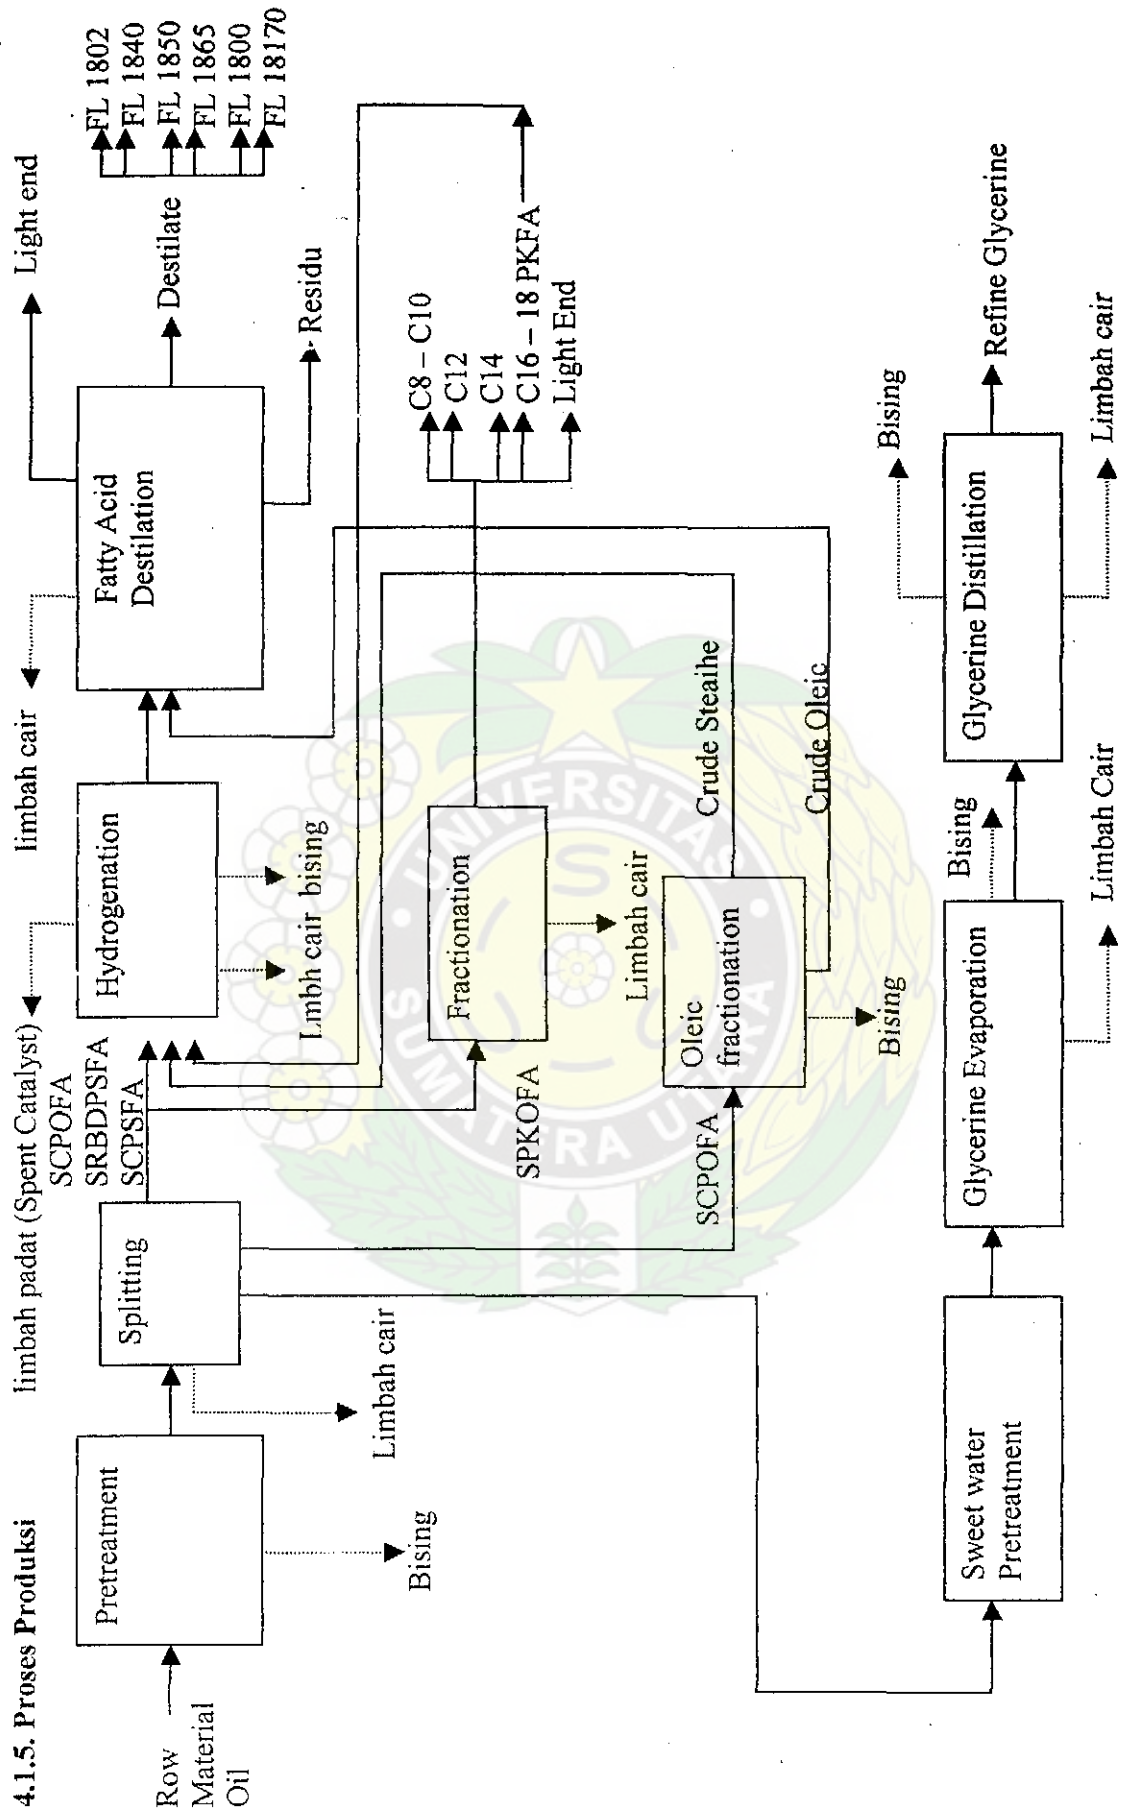 4.1.5. Proses Produksi
limbah padat (Spent Catalyst)
limbah cair
Light end
Row
Material
Oil
Pretreatment
Bising
Splitting
Limbah cair
SCPOFA
SRBDPSFA
SCPSFA
Hydrogenation
Lmbh cair bising
Fatty Acid
Destilation
Destilate
Residu
FL 1802
FL 1840
FL 1850
FL 1865
FL 1800
FL 18170
SPKOFA
Fractionation
Limbah cair
C8 – C10
C12
C14
C16 – 18 PKFA
Light End
SCPOFA
Oleic
fractionation
Bising
Crude Steaihe
Crude Oleic
Sweet water
Pretreatment
Glycerine Evaporation
Bising
Limbah Cair
Glycerine Distillation
Bising
Refine Glycerine
Limbah cair
UNIVERSITAS
SUMATERA UTARA